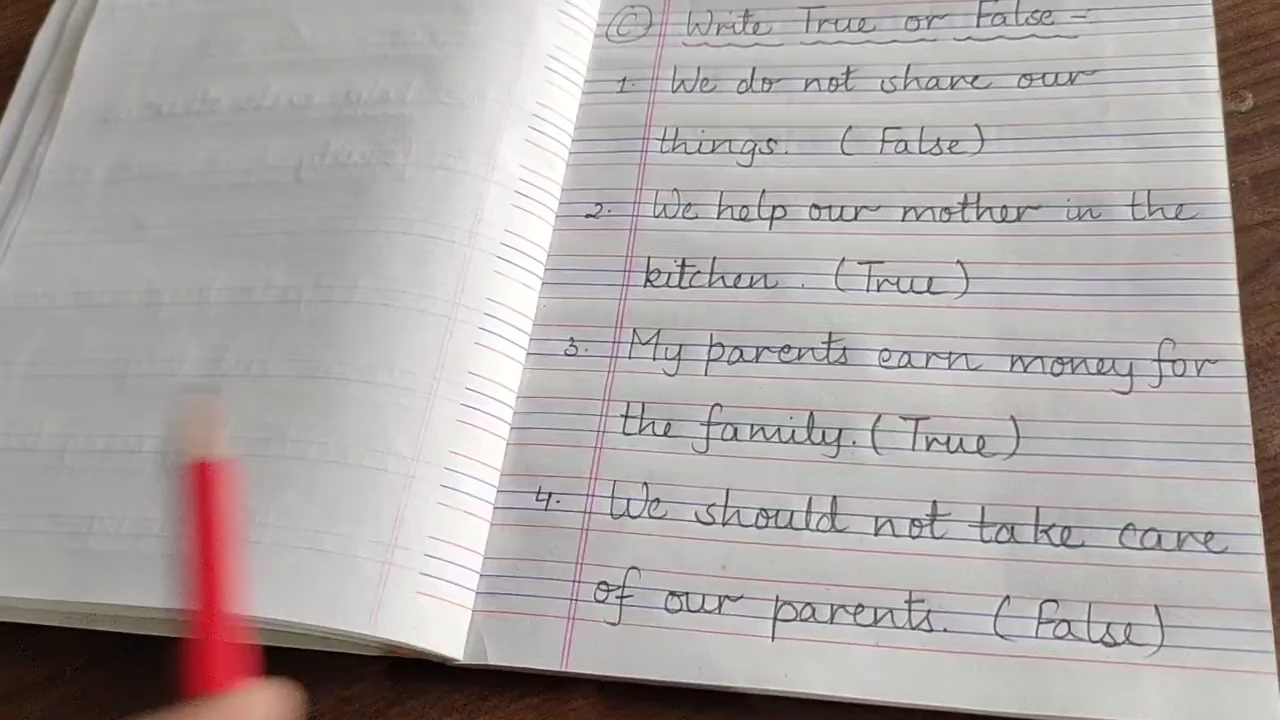 (C) Write True or False -
1. We do not share our
things. (False)
2. We help our mother in the
kitchen. (True)
3. My parents earn money for
the family. (True)
4. We should not take care
of our parents. (False)